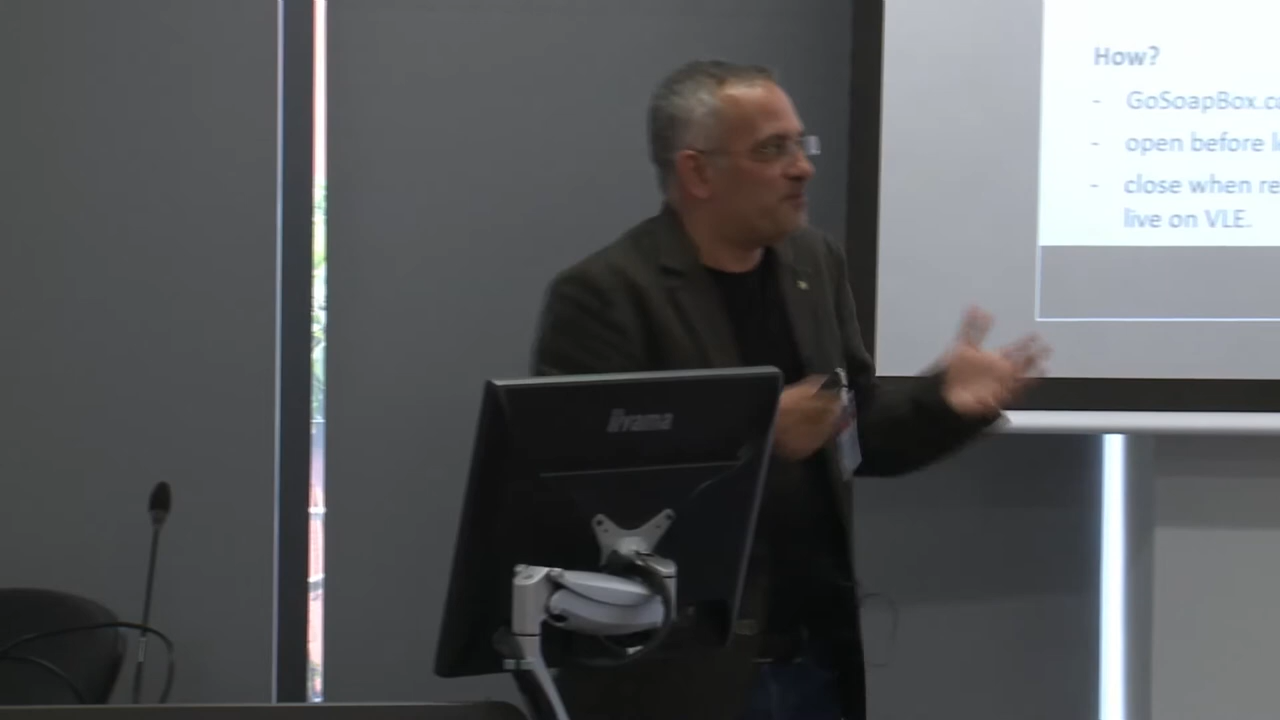 How?
- GoSoapBox.c
- open before l
- close when re
live on VLE.
iiyama